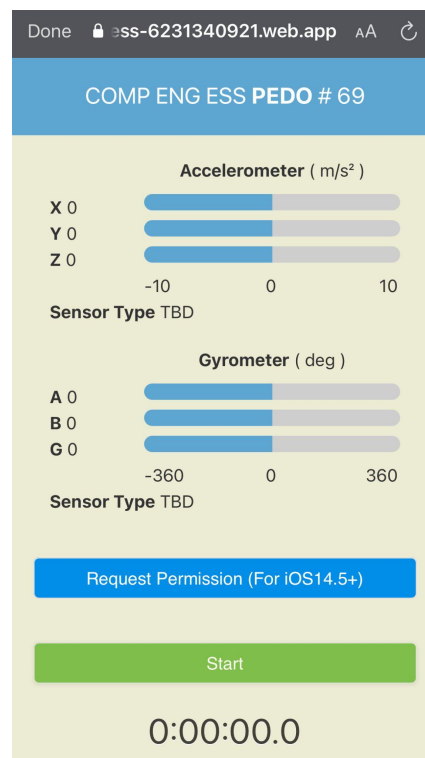 Done ess-6231340921.web.app AA
COMP ENG ESS PEDO # 69
Accelerometer ( m/s² )
X 0
Y 0
Z 0
-10 0 10
Sensor Type TBD
Gyrometer ( deg )
A 0
B 0
G 0
-360 0 360
Sensor Type TBD
Request Permission (For iOS14.5+)
Start
0:00:00.0